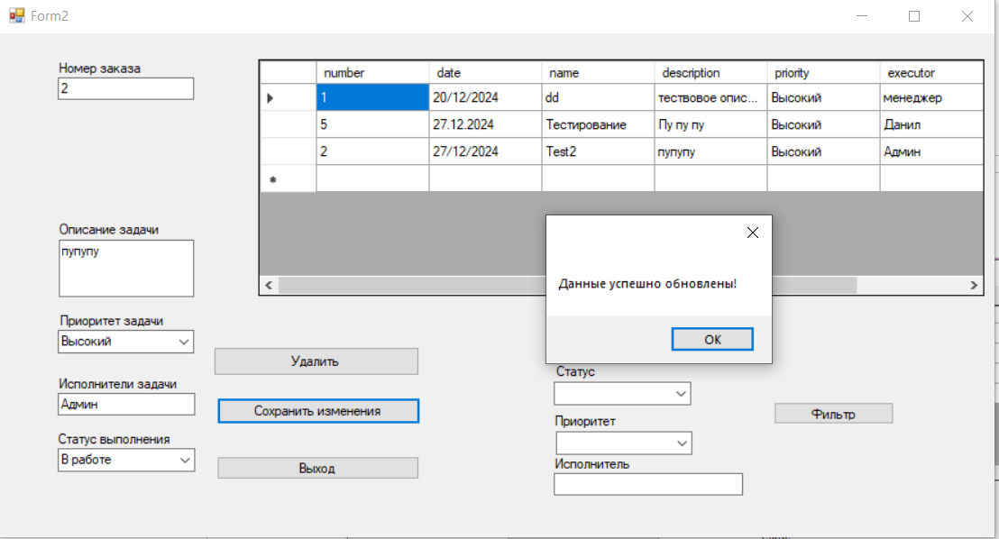 Form2
Номер заказа
2
number date name description priority executor
1 20/12/2024 dd тествовое опис... Высокий менеджер
5 27.12.2024 Тестирование Пу пу пу Высокий Данил
2 27/12/2024 Test2 пупупу Высокий Админ
Описание задачи
пупупу
Данные успешно обновлены!
OK
Приоритет задачи
Высокий
Удалить
Исполнители задачи
Админ
Сохранить изменения
Статус выполнения
В работе
Выход
Статус
Приоритет
Исполнитель
Фильтр